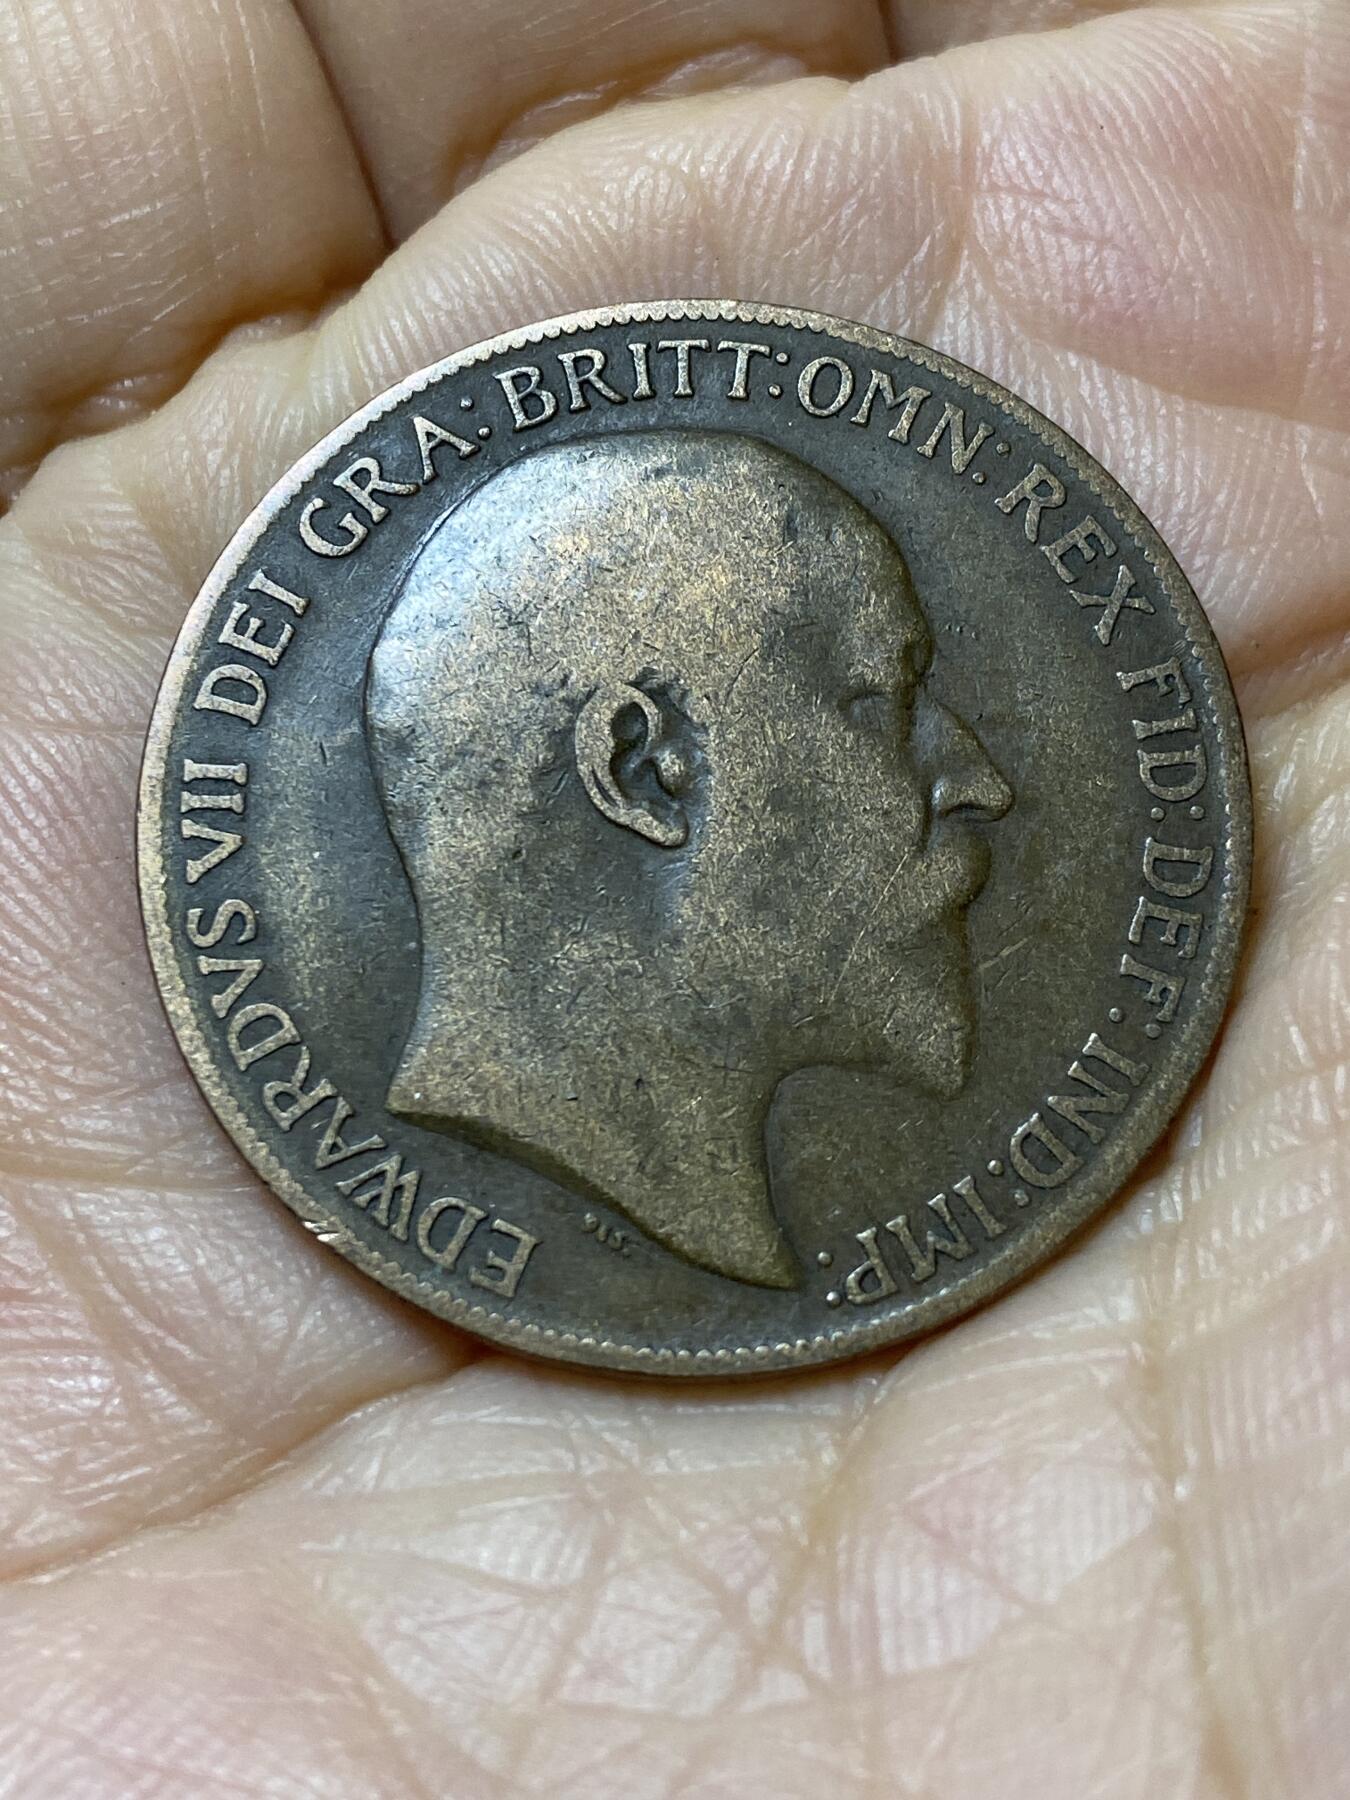 EDWARDVS VII DEI GRA: BRITT: OMN: REX FID: DEF: IND: IMP: